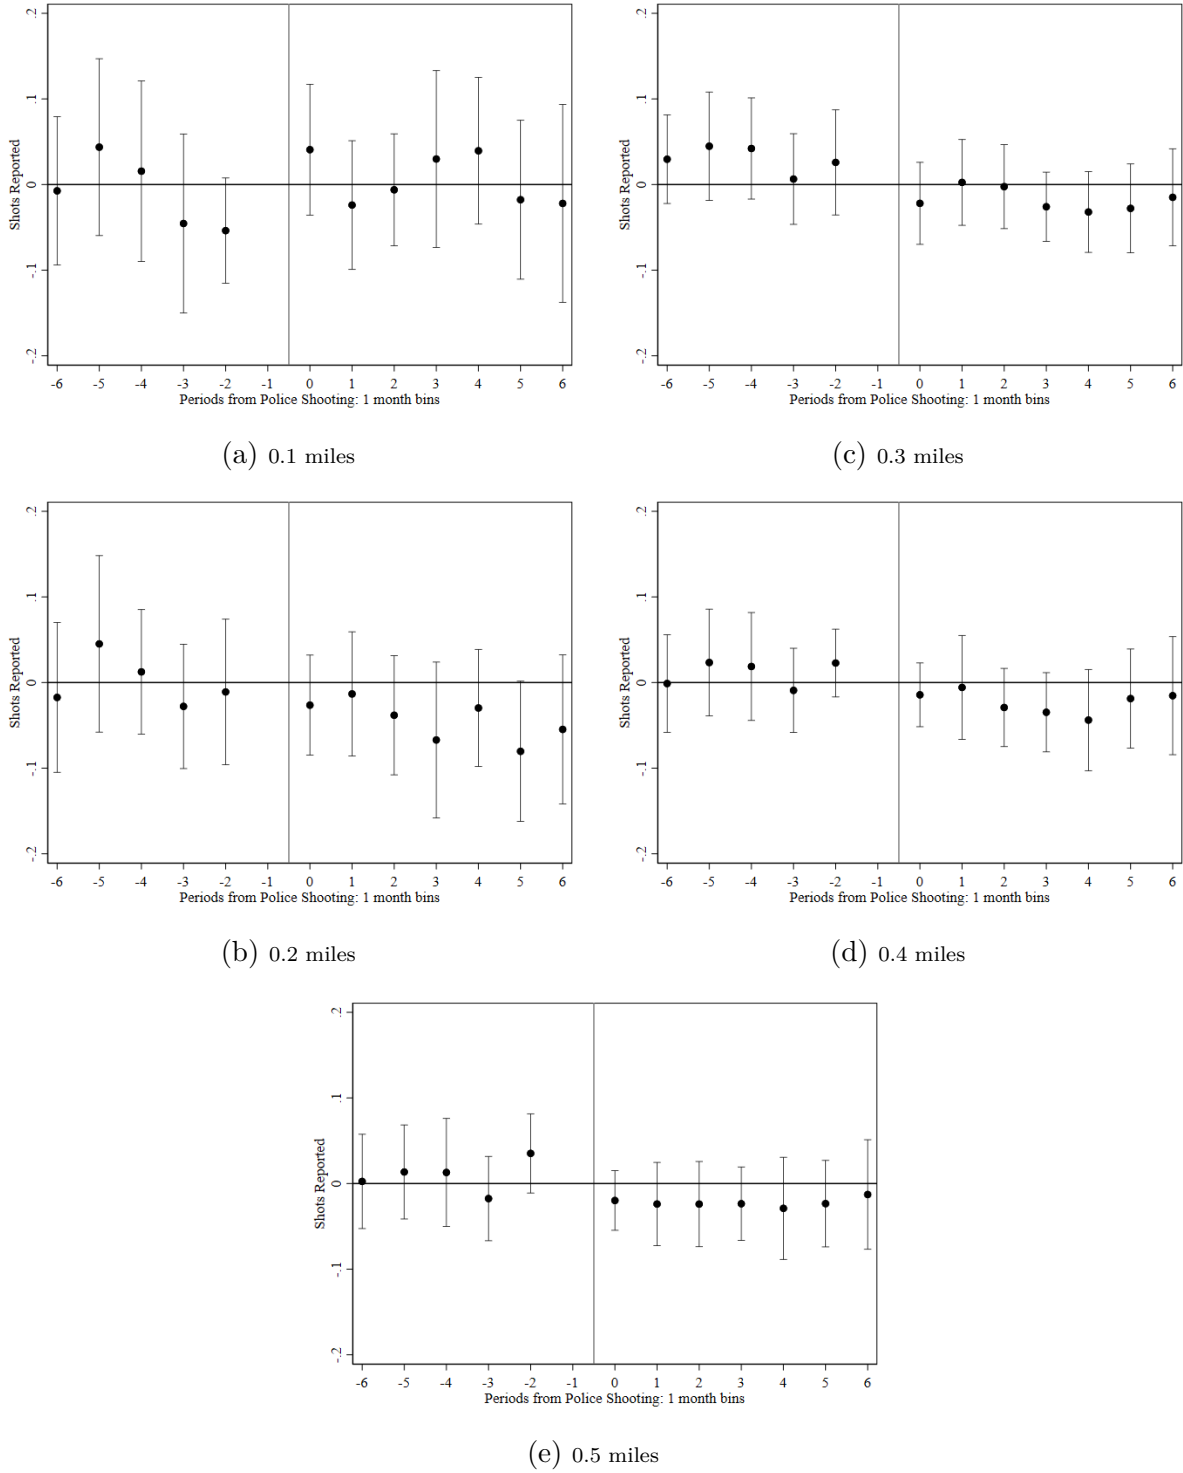 .2
.1
0
-.1
-.2
Shots Reported
-6 -5 -4 -3 -2 -1 0 1 2 3 4 5 6
Periods from Police Shooting: 1 month bins
(a) 0.1 miles
.2
.1
0
-.1
-.2
Shots Reported
-6 -5 -4 -3 -2 -1 0 1 2 3 4 5 6
Periods from Police Shooting: 1 month bins
(c) 0.3 miles
.2
.1
0
-.1
-.2
Shots Reported
-6 -5 -4 -3 -2 -1 0 1 2 3 4 5 6
Periods from Police Shooting: 1 month bins
(b) 0.2 miles
.2
.1
0
-.1
-.2
Shots Reported
-6 -5 -4 -3 -2 -1 0 1 2 3 4 5 6
Periods from Police Shooting: 1 month bins
(d) 0.4 miles
.2
.1
0
-.1
-.2
Shots Reported
-6 -5 -4 -3 -2 -1 0 1 2 3 4 5 6
Periods from Police Shooting: 1 month bins
(e) 0.5 miles